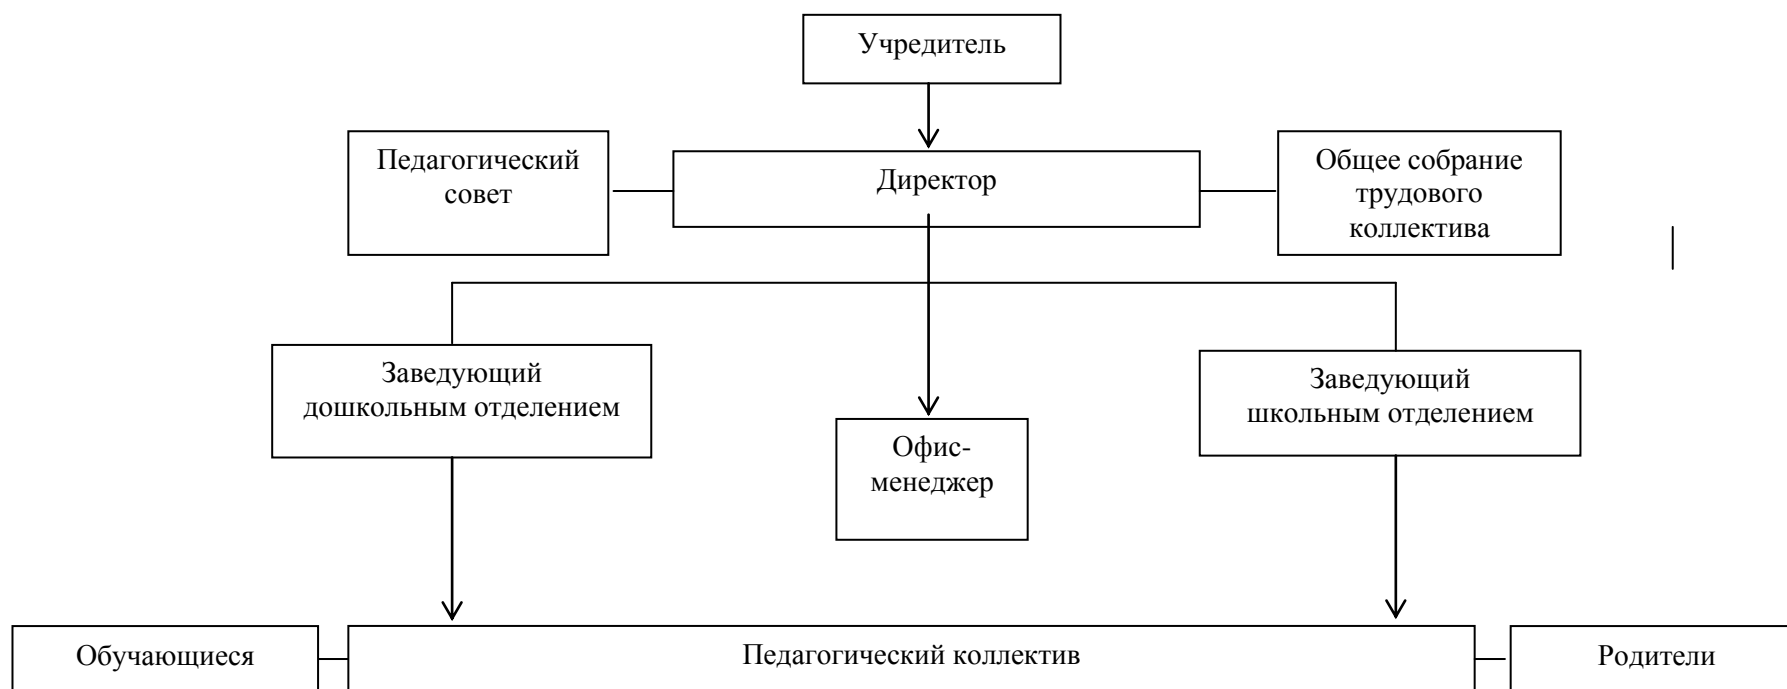 Учредитель
Педагогический
совет
Директор
Общее собрание
трудового
коллектива
Заведующий
дошкольным отделением
Офис-
менеджер
Заведующий
школьным отделением
Обучающиеся
Педагогический коллектив
Родители